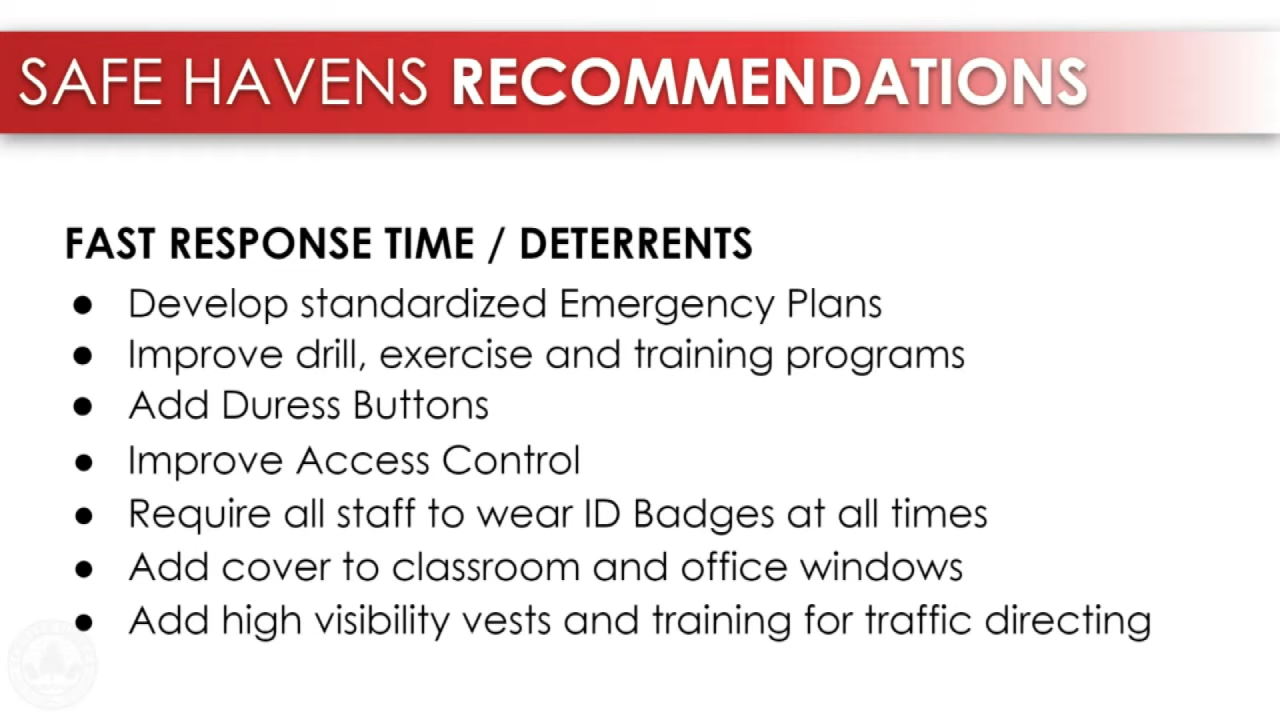 SAFE HAVENS RECOMMENDATIONS
FAST RESPONSE TIME / DETERRENTS
● Develop standardized Emergency Plans
● Improve drill, exercise and training programs
● Add Duress Buttons
● Improve Access Control
● Require all staff to wear ID Badges at all times
● Add cover to classroom and office windows
● Add high visibility vests and training for traffic directing